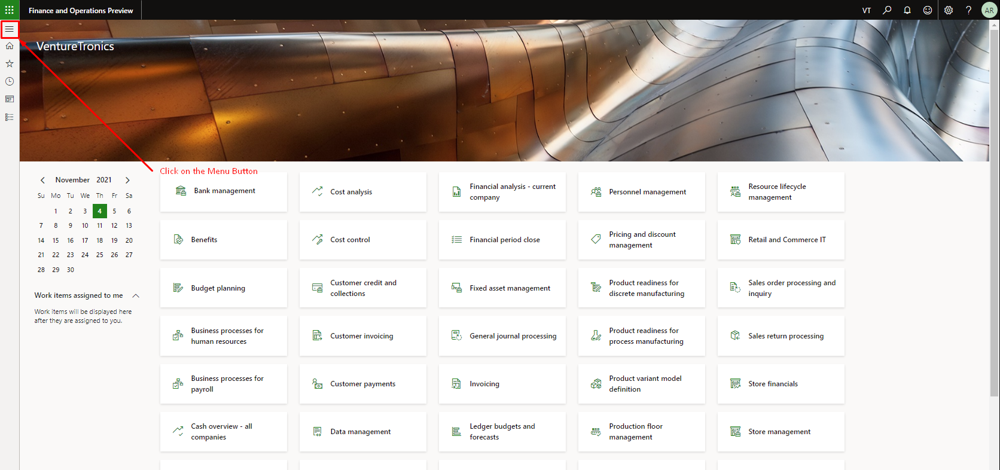 Finance and Operations Preview
VT
?
AR
VentureTronics
Click on the Menu Button
November 2021
Su Mo Tu We Th Fr Sa
1 2 3 4 5 6
7 8 9 10 11 12 13
14 15 16 17 18 19 20
21 22 23 24 25 26 27
28 29 30
Work items assigned to me
Work items will be displayed here
after they are assigned to you.
Bank management
Cost analysis
Financial analysis - current
company
Personnel management
Resource lifecycle
management
Benefits
Cost control
Financial period close
Pricing and discount
management
Retail and Commerce IT
Budget planning
Customer credit and
collections
Fixed asset management
Product readiness for
discrete manufacturing
Sales order processing and
inquiry
Business processes for
human resources
Customer invoicing
General journal processing
Product readiness for
process manufacturing
Sales return processing
Business processes for
payroll
Customer payments
Invoicing
Product variant model
definition
Store financials
Cash overview - all
companies
Data management
Ledger budgets and
forecasts
Production floor
management
Store management